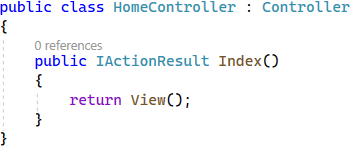 public class HomeController : Controller
{
0 references
public IActionResult Index()
{
return View();
}
}